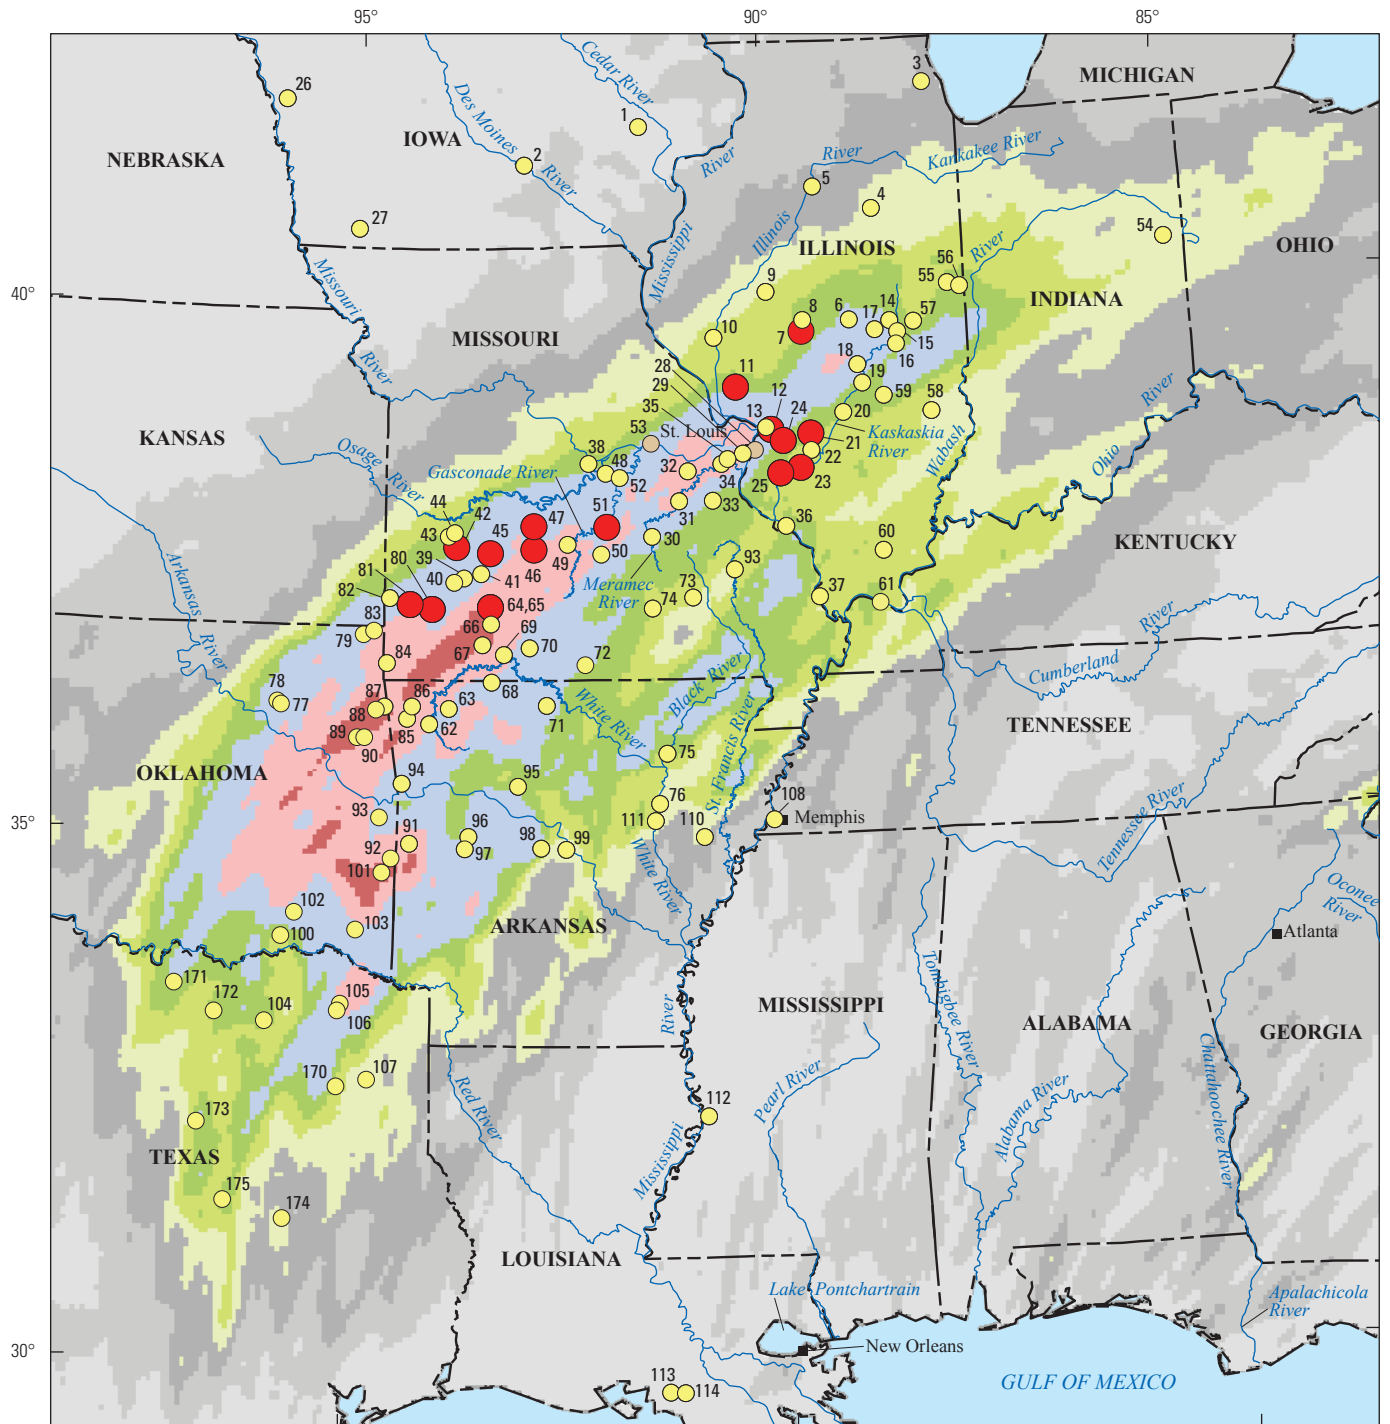 95°
90°
85°
3
MICHIGAN
26
Cedar River
1
IOWA
Des Moines
River
2
NEBRASKA
River
River
Kankakee River
5
4
27
Illinois
ILLINOIS
54
OHIO
Mississippi
River
56
55
Missouri
9
INDIANA
40°
8
6
17
14
57
MISSOURI
10
7
15
16
River
28
29
11
18
19
12
59
58
River
35
13
24
20
KANSAS
53
St. Louis
21
Kaskaskia
River
Osage
River
Gasconade River
38
48
32
22
Wabash
Ohio
52
34
25
23
44
42
45
47
51
33
31
36
43
39
30
60
KENTUCKY
80
49
50
93
81
40
41
46
Meramec
River
73
37
61
82
64,65
74
Arkansas
River
83
66
69
River
79
70
67
72
84
Black River
Cumberland
78
77
87
86
63
68
White River
71
TENNESSEE
88
85
62
89
90
75
St. Francis River
OKLAHOMA
94
95
76
108
93
111
110
Memphis
Tennessee River
91
96
98
99
92
97
35°
White River
101
Oconee
River
102
103
ARKANSAS
100
Atlanta
171
Tombigbee River
172
104
105
106
River
MISSISSIPPI
ALABAMA
GEORGIA
170
107
Red River
Pearl River
Alabama River
Chattahoochee River
112
173
TEXAS
Mississippi
175
174
LOUISIANA
Lake Pontchartrain
Apalachicola
River
30°
New Orleans
GULF OF MEXICO
113
114